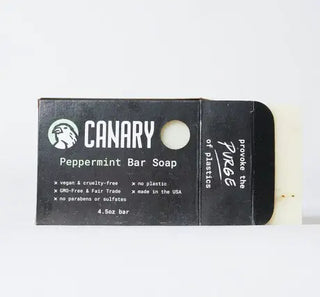 CANARY
Peppermint Bar Soap
x vegan & cruelty-free
x GMO-Free & Fair Trade
x no parabens or sulfates
x no plastic
x made in the USA
4.5oz bar
provoke the
PURGE
of plastics